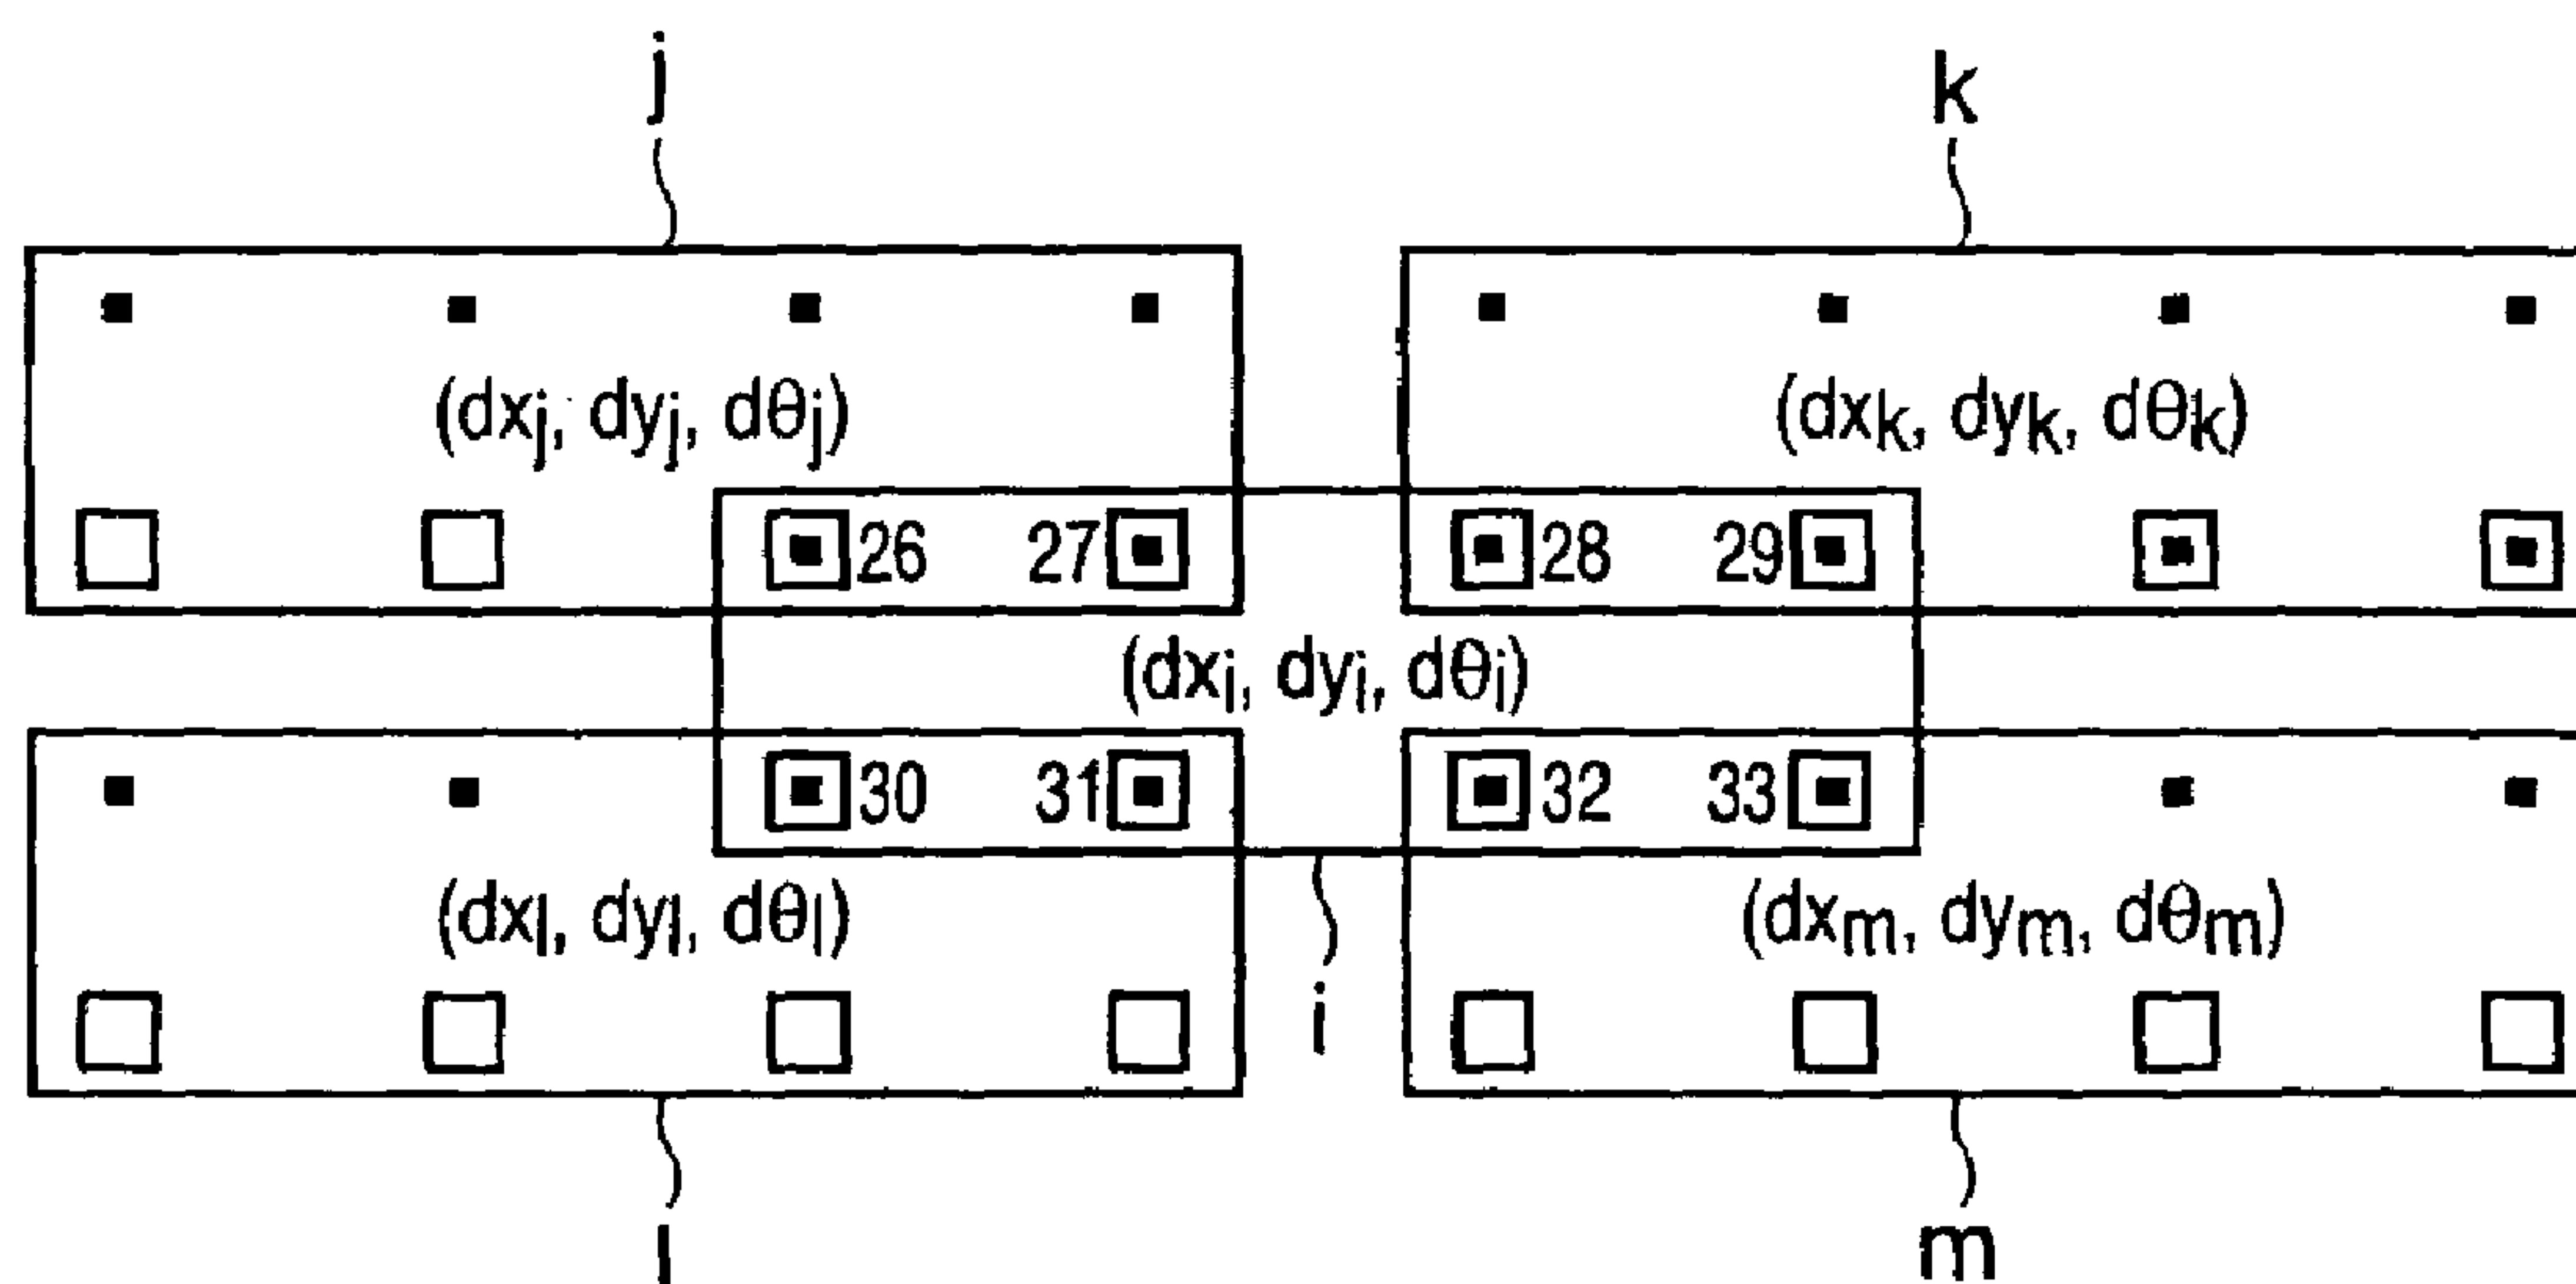 j k
(dxj, dyj, dθj) (dxk, dyk, dθk)
26 27 28 29
(dxi, dyi, dθi)
30 31 32 33
(dxl, dyl, dθl) (dxm, dym, dθm)
i
l m